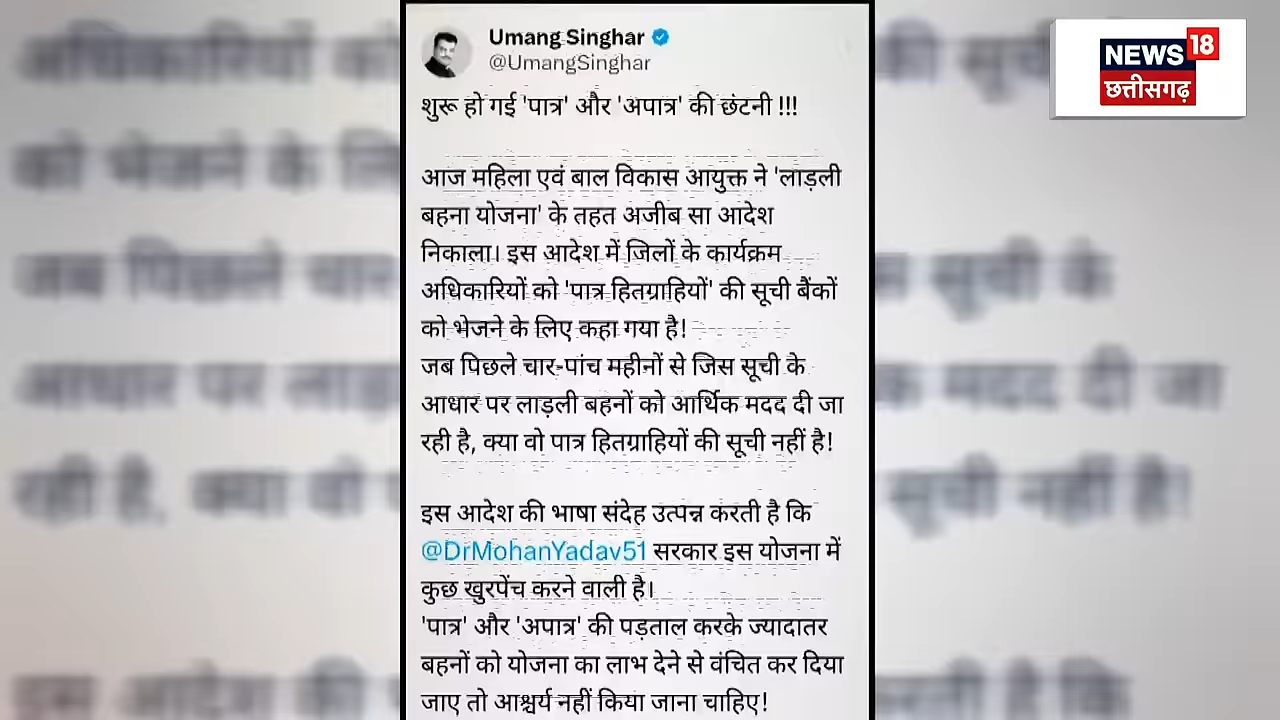 Umang Singhar
@UmangSinghar
शुरू हो गई 'पात्र' और 'अपात्र' की छंटनी !!!
आज महिला एवं बाल विकास आयुक्त ने 'लाड़ली
बहना योजना' के तहत अजीब सा आदेश
निकाला। इस आदेश में जिलों के कार्यक्रम
अधिकारियों को 'पात्र हितग्राहियों' की सूची बैंकों
को भेजने के लिए कहा गया है!
जब पिछले चार-पांच महीनों से जिस सूची के
आधार पर लाड़ली बहनों को आर्थिक मदद दी जा
रही है, क्या वो पात्र हितग्राहियों की सूची नहीं है!
इस आदेश की भाषा संदेह उत्पन्न करती है कि
@DrMohanYadav51 सरकार इस योजना में
कुछ खुरपेंच करने वाली है।
'पात्र' और 'अपात्र' की पड़ताल करके ज्यादातर
बहनों को योजना का लाभ देने से वंचित कर दिया
जाए तो आश्चर्य नहीं किया जाना चाहिए!
NEWS 18
छत्तीसगढ़